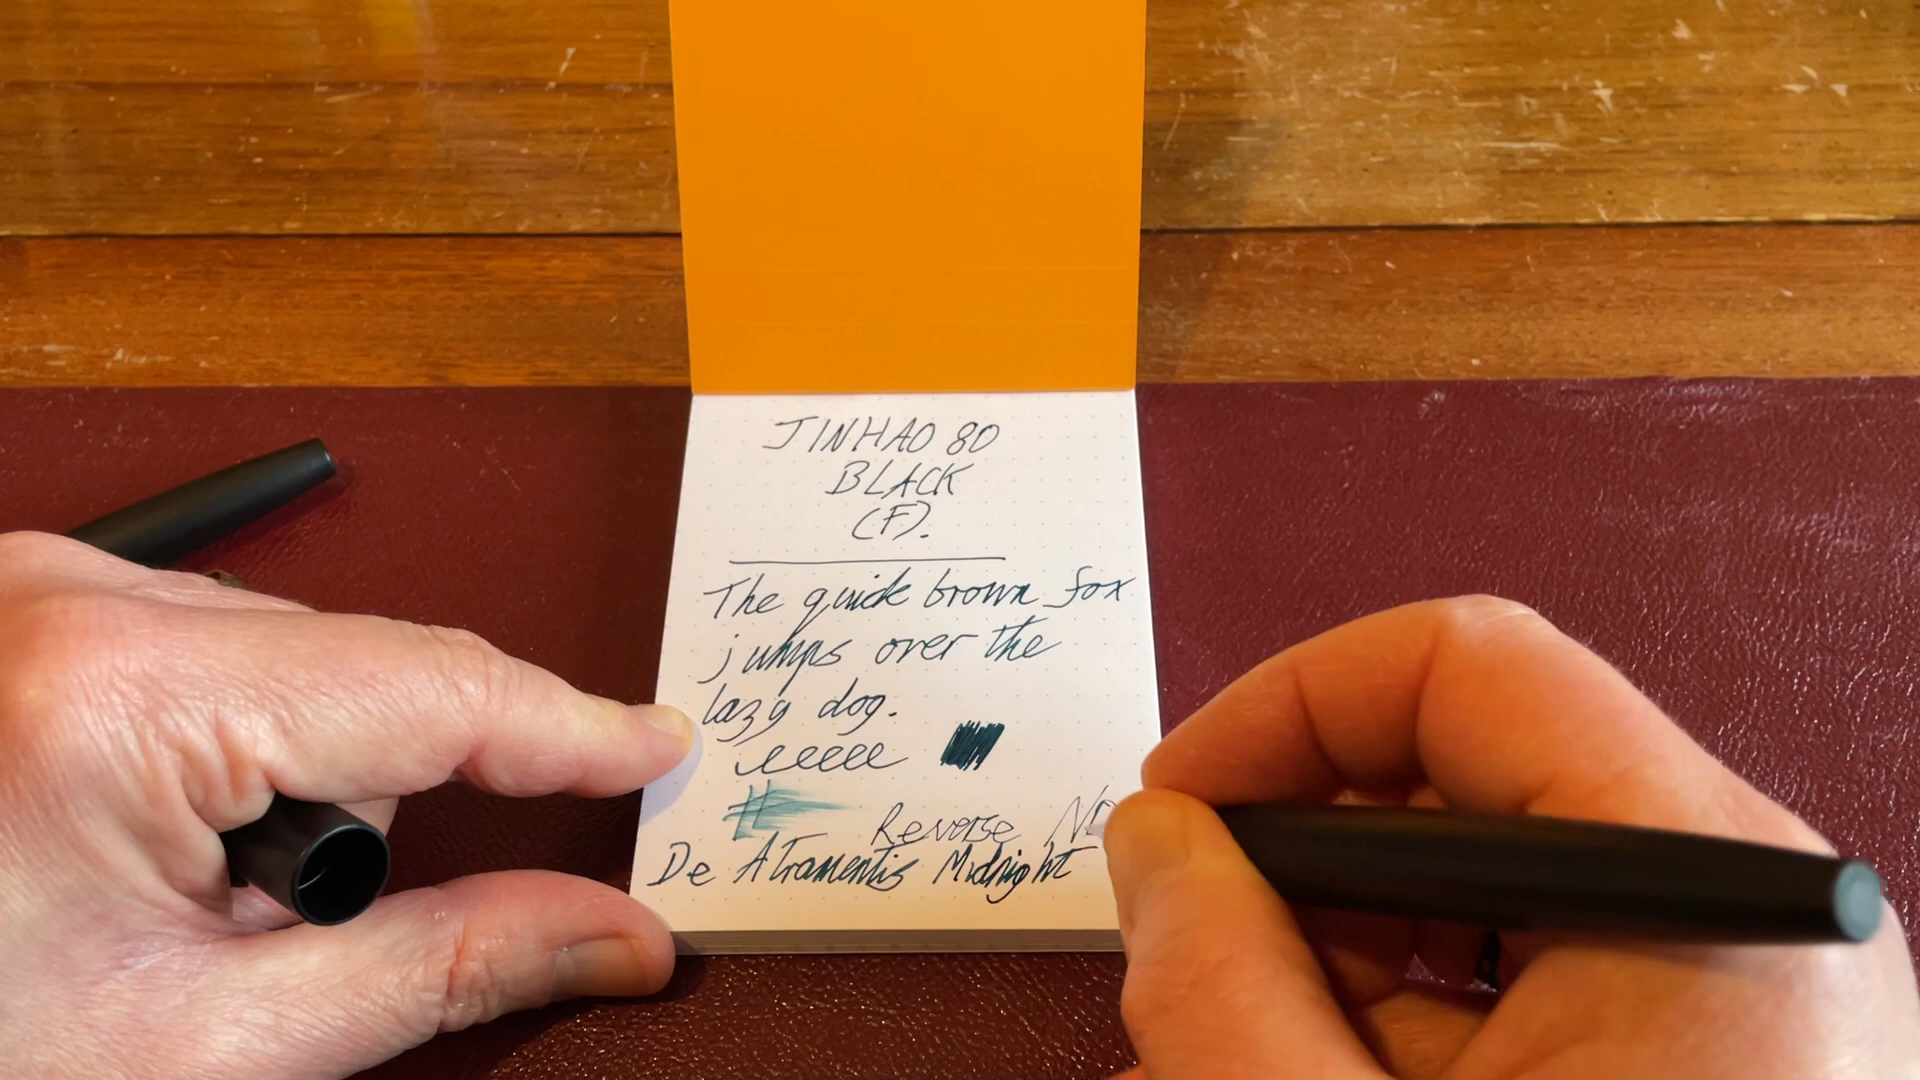 JINHAO 80
BLACK
(F).
The quick brown fox
jumps over the
lazy dog.
eeeee
Reverse
De Atramentis Midnight